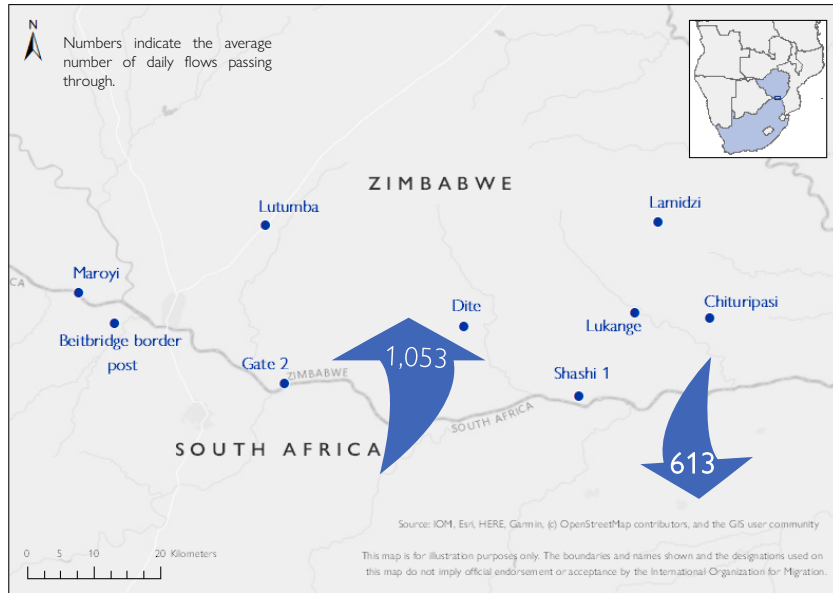 N
Numbers indicate the average
number of daily flows passing
through.
ZIMBABWE
Lamidzi
Lutumba
Maroyi
CA
Dite
Chituripasi
Lukange
Beitbridge border
post
1,053
Gate 2
ZIMBABWE
Shashi 1
SOUTH AFRICA
SOUTH AFRICA
613
Source: IOM, Esri, HERE, Garmin, (c) OpenStreetMap contributors, and the GIS user community
0 5 10 20 Kilometers
This map is for illustration purposes only. The boundaries and names shown and the designations used on
this map do not imply official endorsement or acceptance by the International Organization for Migration.